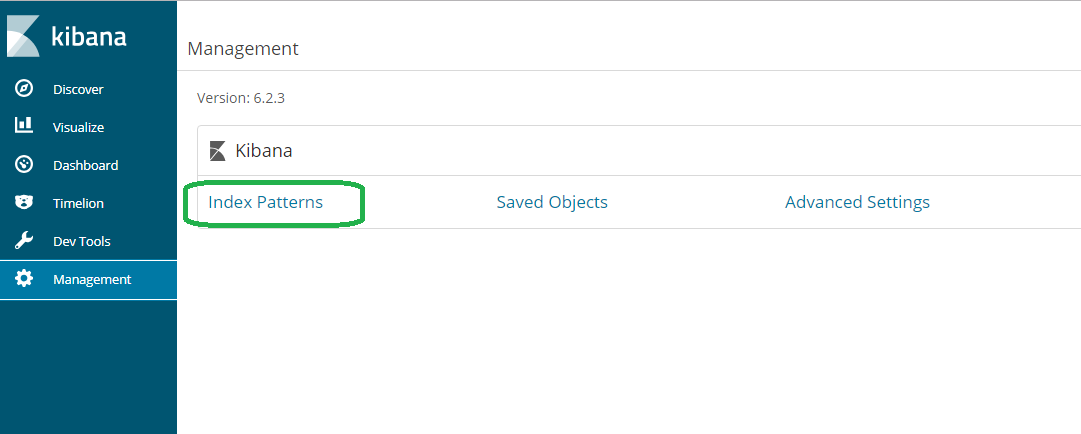 kibana
Discover
Visualize
Dashboard
Timelion
Dev Tools
Management
Management
Version: 6.2.3
Kibana
Index Patterns Saved Objects Advanced Settings